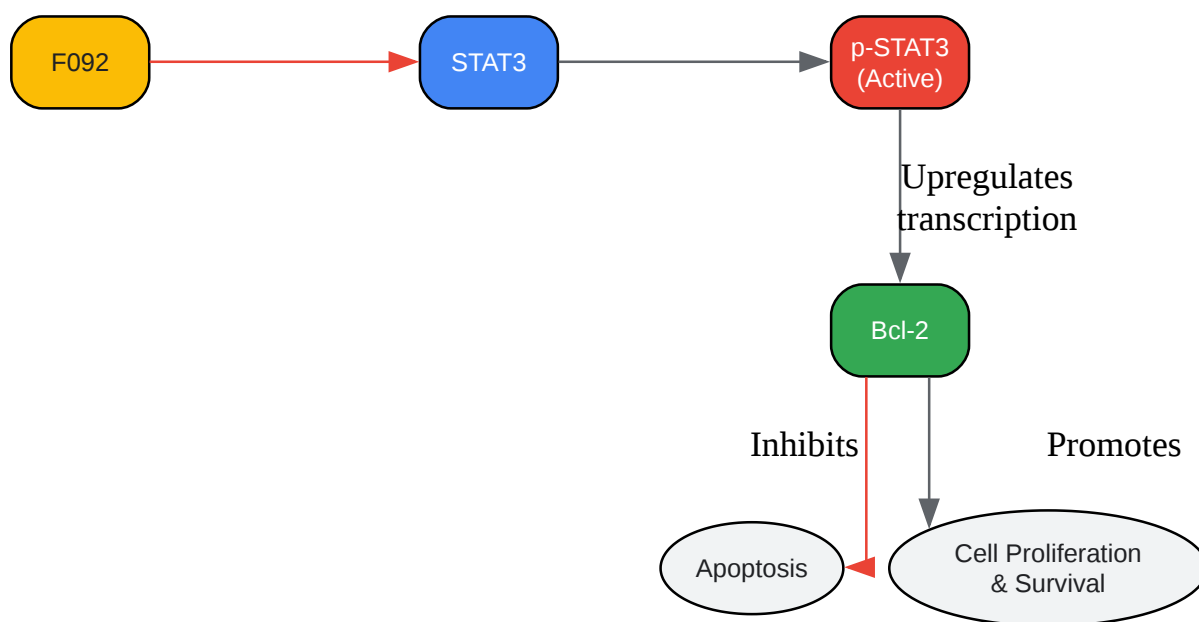 F092
STAT3
p-STAT3
(Active)
Upregulates
transcription
Bcl-2
Inhibits
Promotes
Apoptosis
Cell Proliferation
& Survival